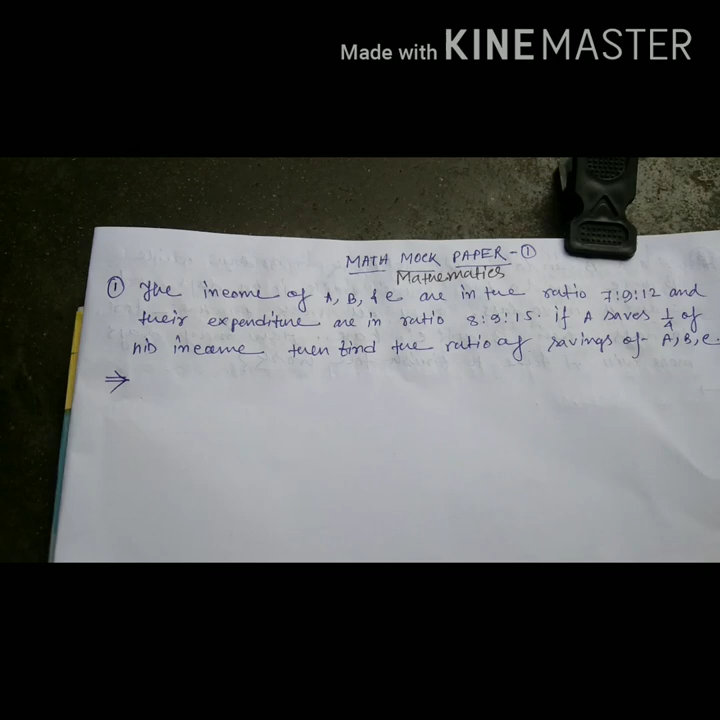 Made with KINEMASTER
MATH MOCK PAPER - ①
Mathematics
① The income of A, B, & C are in the ratio 7:9:12 and
their expenditure are in ratio 8:9:15. if A saves 1/4 of
his income then find the ratio of savings of A, B, C.
⇒